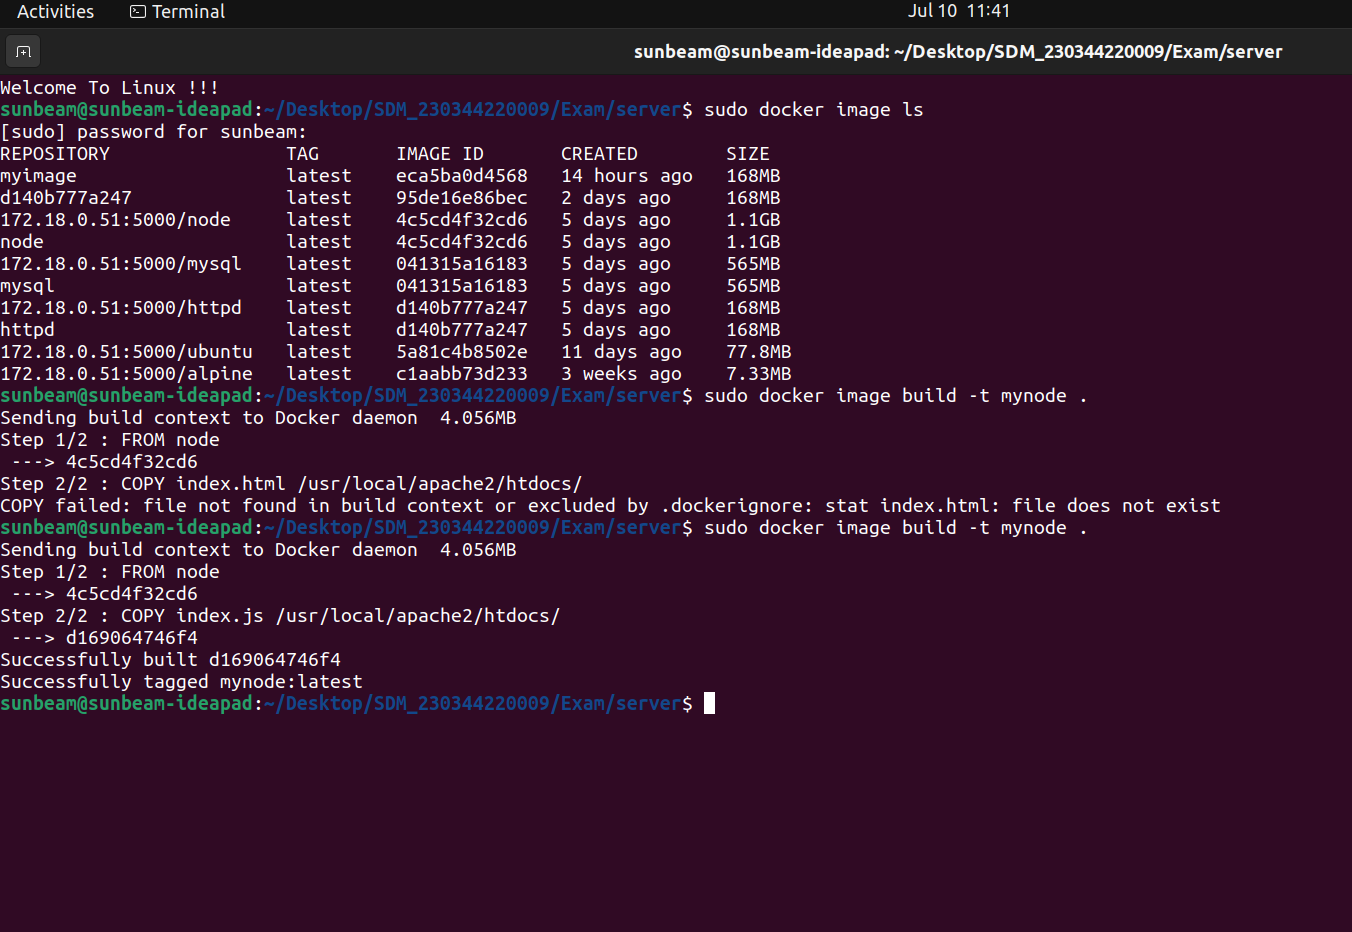 Activities Terminal Jul 10 11:41
sunbeam@sunbeam-ideapad: ~/Desktop/SDM_230344220009/Exam/server
Welcome To Linux !!!
sunbeam@sunbeam-ideapad:~/Desktop/SDM_230344220009/Exam/server$ sudo docker image ls
[sudo] password for sunbeam:
REPOSITORY TAG IMAGE ID CREATED SIZE
myimage latest eca5ba0d4568 14 hours ago 168MB
d140b777a247 latest 95de16e86bec 2 days ago 168MB
172.18.0.51:5000/node latest 4c5cd4f32cd6 5 days ago 1.1GB
node latest 4c5cd4f32cd6 5 days ago 1.1GB
172.18.0.51:5000/mysql latest 041315a16183 5 days ago 565MB
mysql latest 041315a16183 5 days ago 565MB
172.18.0.51:5000/httpd latest d140b777a247 5 days ago 168MB
httpd latest d140b777a247 5 days ago 168MB
172.18.0.51:5000/ubuntu latest 5a81c4b8502e 11 days ago 77.8MB
172.18.0.51:5000/alpine latest c1aabb73d233 3 weeks ago 7.33MB
sunbeam@sunbeam-ideapad:~/Desktop/SDM_230344220009/Exam/server$ sudo docker image build -t mynode .
Sending build context to Docker daemon 4.056MB
Step 1/2 : FROM node
---> 4c5cd4f32cd6
Step 2/2 : COPY index.html /usr/local/apache2/htdocs/
COPY failed: file not found in build context or excluded by .dockerignore: stat index.html: file does not exist
sunbeam@sunbeam-ideapad:~/Desktop/SDM_230344220009/Exam/server$ sudo docker image build -t mynode .
Sending build context to Docker daemon 4.056MB
Step 1/2 : FROM node
---> 4c5cd4f32cd6
Step 2/2 : COPY index.js /usr/local/apache2/htdocs/
---> d169064746f4
Successfully built d169064746f4
Successfully tagged mynode:latest
sunbeam@sunbeam-ideapad:~/Desktop/SDM_230344220009/Exam/server$